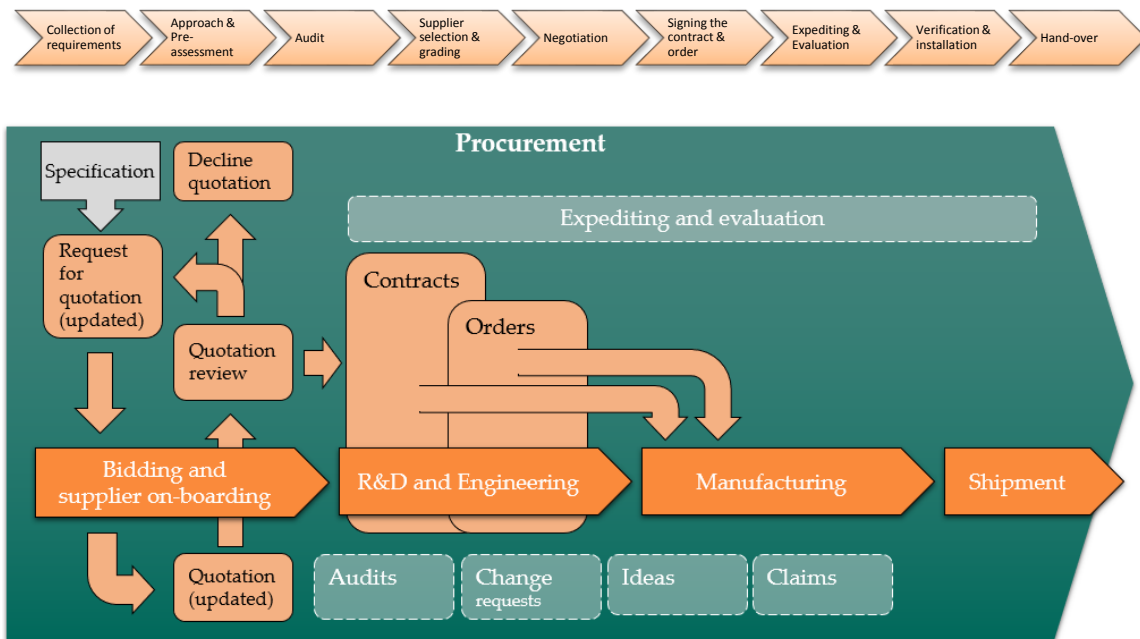 Collection of
requirements
Approach &
Pre-
assessment
Audit
Supplier
selection &
grading
Negotiation
Signing the
contract &
order
Expediting &
Evaluation
Verification &
installation
Hand-over
Procurement
Specification
Decline
quotation
Expediting and evaluation
Request
for
quotation
(updated)
Contracts
Orders
Quotation
review
Bidding and
supplier on-boarding
R&D and Engineering
Manufacturing
Shipment
Quotation
(updated)
Audits
Change
requests
Ideas
Claims